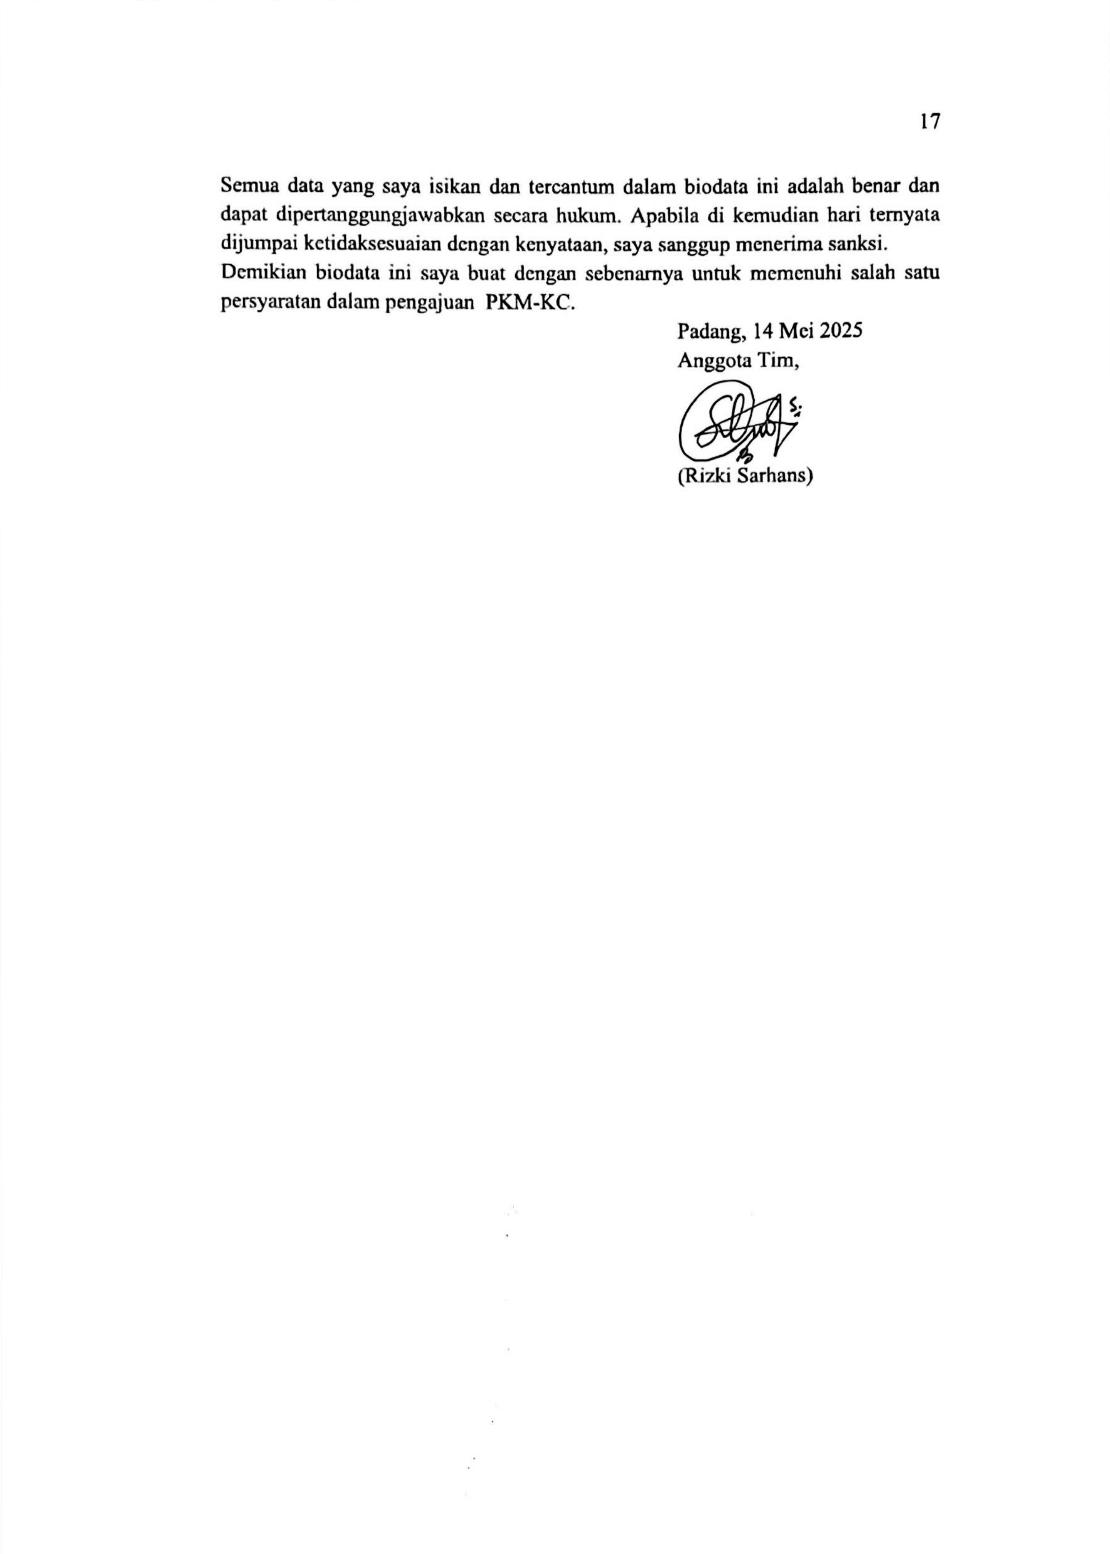 17
Semua data yang saya isikan dan tercantum dalam biodata ini adalah benar dan
dapat dipertanggungjawabkan secara hukum. Apabila di kemudian hari ternyata
dijumpai ketidaksesuaian dengan kenyataan, saya sanggup menerima sanksi.
Demikian biodata ini saya buat dengan sebenarnya untuk memenuhi salah satu
persyaratan dalam pengajuan PKM-KC.
Padang, 14 Mei 2025
Anggota Tim,
(Rizki Sarhans)